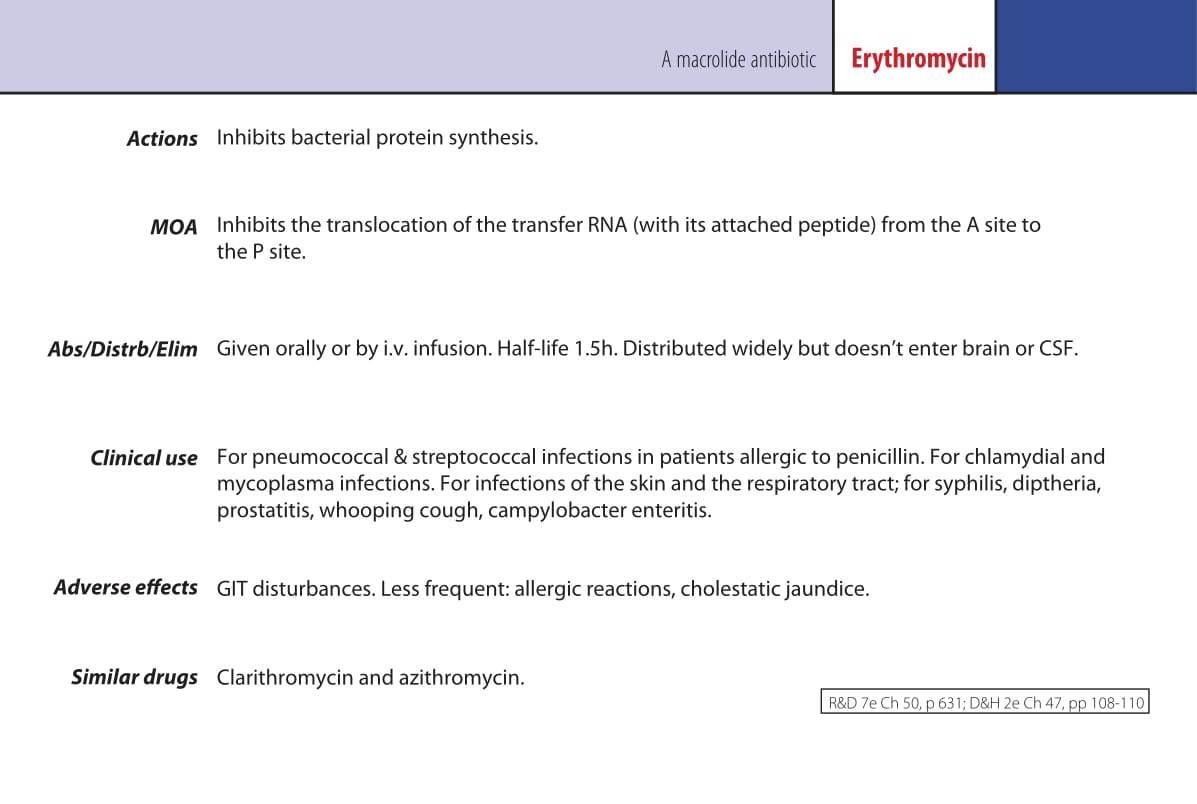 A macrolide antibiotic
Erythromycin
Actions Inhibits bacterial protein synthesis.
MOA Inhibits the translocation of the transfer RNA (with its attached peptide) from the A site to
the P site.
Abs/Distrb/Elim Given orally or by i.v. infusion. Half-life 1.5h. Distributed widely but doesn’t enter brain or CSF.
Clinical use For pneumococcal & streptococcal infections in patients allergic to penicillin. For chlamydial and
mycoplasma infections. For infections of the skin and the respiratory tract; for syphilis, diptheria,
prostatitis, whooping cough, campylobacter enteritis.
Adverse effects GIT disturbances. Less frequent: allergic reactions, cholestatic jaundice.
Similar drugs Clarithromycin and azithromycin.
R&D 7e Ch 50, p 631; D&H 2e Ch 47, pp 108-110